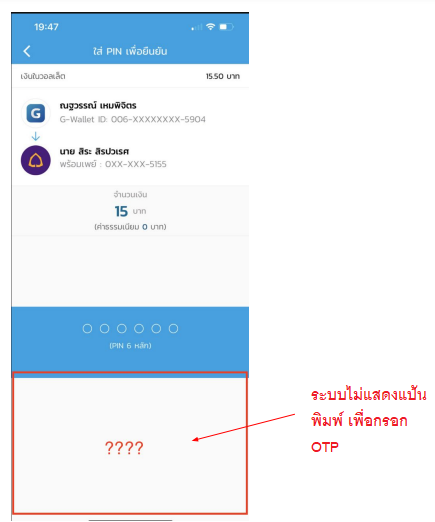 19:47
ใส่ PIN เพื่อยืนยัน
เงินในวอลเล็ต 15.50 บาท
G
ณฐวรรณ์ เหมพิจิตร
G-Wallet ID: 006-XXXXXXXX-5904
นาย สิระ สิรปวเรศ
พร้อมเพย์ : 0XX-XXX-5155
จำนวนเงิน
15 บาท
(ค่าธรรมเนียม 0 บาท)
(PIN 6 หลัก)
????
ระบบไม่แสดงแป้น
พิมพ์ เพื่อกรอก
OTP